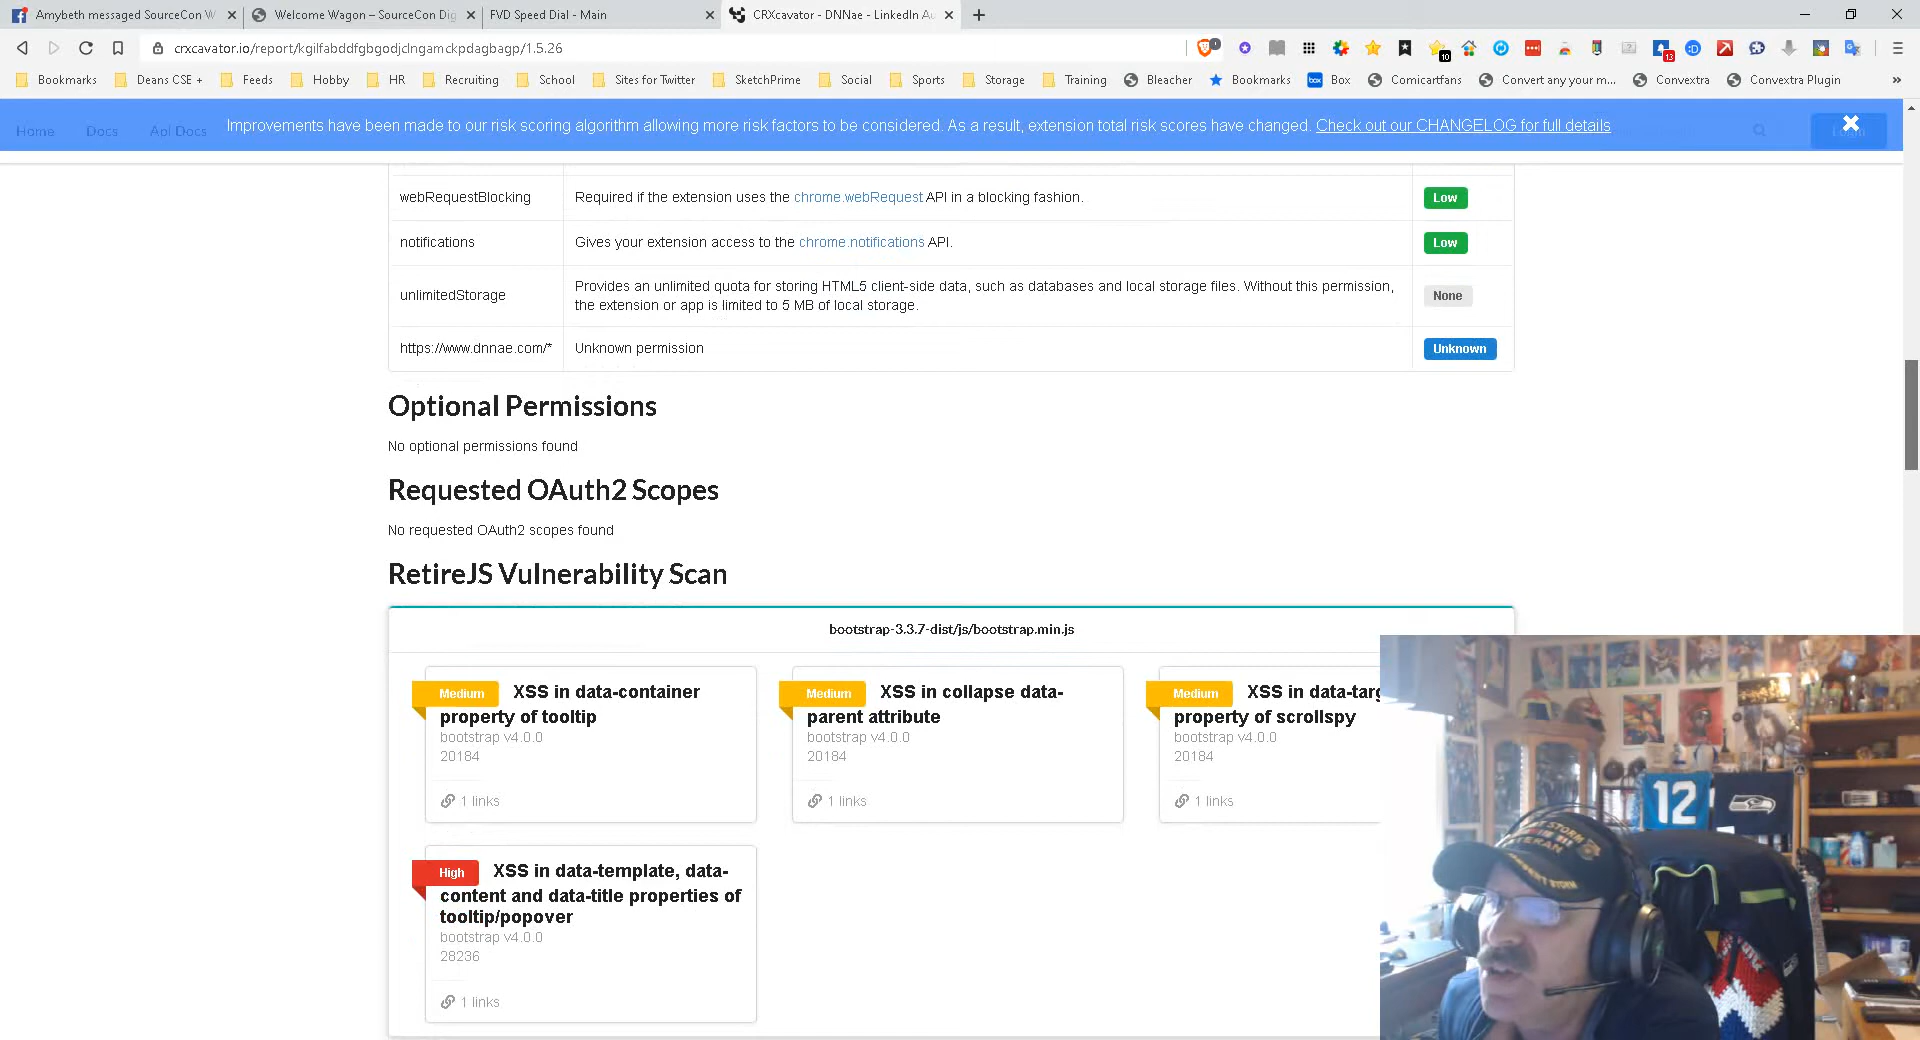 Amybeth messaged SourceCon W
Welcome Wagon – SourceCon Dig
FVD Speed Dial - Main
CRXcavator - DNNae - LinkedIn Au
crxcavator.io/report/kgilfabddfgbgodjclngamckpdagbagp/1.5.26
10
13
Bookmarks
Deans CSE +
Feeds
Hobby
HR
Recruiting
School
Sites for Twitter
SketchPrime
Social
Sports
Storage
Training
Bleacher
Bookmarks
Box
Comicartfans
Convert any your m...
Convextra
Convextra Plugin
Home
Docs
Api Docs
Improvements have been made to our risk scoring algorithm allowing more risk factors to be considered. As a result, extension total risk scores have changed. Check out our CHANGELOG for full details
webRequestBlocking
Required if the extension uses the chrome.webRequest API in a blocking fashion.
Low
notifications
Gives your extension access to the chrome.notifications API.
Low
unlimitedStorage
Provides an unlimited quota for storing HTML5 client-side data, such as databases and local storage files. Without this permission,
the extension or app is limited to 5 MB of local storage.
None
https://www.dnnae.com/*
Unknown permission
Unknown
Optional Permissions
No optional permissions found
Requested OAuth2 Scopes
No requested OAuth2 scopes found
RetireJS Vulnerability Scan
bootstrap-3.3.7-dist/js/bootstrap.min.js
Medium XSS in data-container
property of tooltip
bootstrap v4.0.0
20184
1 links
Medium XSS in collapse data-
parent attribute
bootstrap v4.0.0
20184
1 links
Medium XSS in data-tar
property of scrollspy
bootstrap v4.0.0
20184
1 links
High XSS in data-template, data-
content and data-title properties of
tooltip/popover
bootstrap v4.0.0
28236
1 links
12
STORM
VETERAN